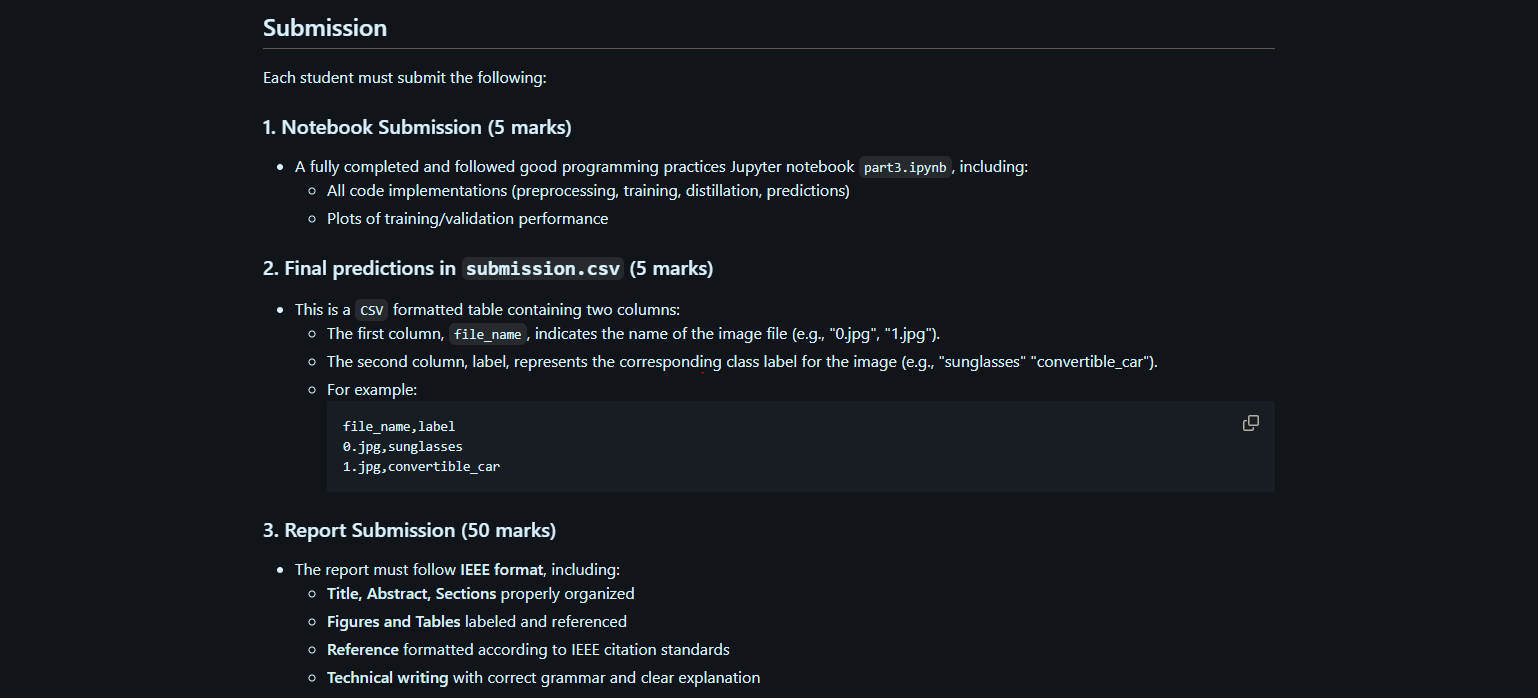 Submission
Each student must submit the following:
1. Notebook Submission (5 marks)
A fully completed and followed good programming practices Jupyter notebook part3.ipynb, including:
All code implementations (preprocessing, training, distillation, predictions)
Plots of training/validation performance
2. Final predictions in submission.csv (5 marks)
This is a CSV formatted table containing two columns:
The first column, file_name, indicates the name of the image file (e.g., "0.jpg", "1.jpg").
The second column, label, represents the corresponding class label for the image (e.g., "sunglasses" "convertible_car").
For example:
file_name,label
0.jpg,sunglasses
1.jpg,convertible_car
3. Report Submission (50 marks)
The report must follow IEEE format, including:
Title, Abstract, Sections properly organized
Figures and Tables labeled and referenced
Reference formatted according to IEEE citation standards
Technical writing with correct grammar and clear explanation